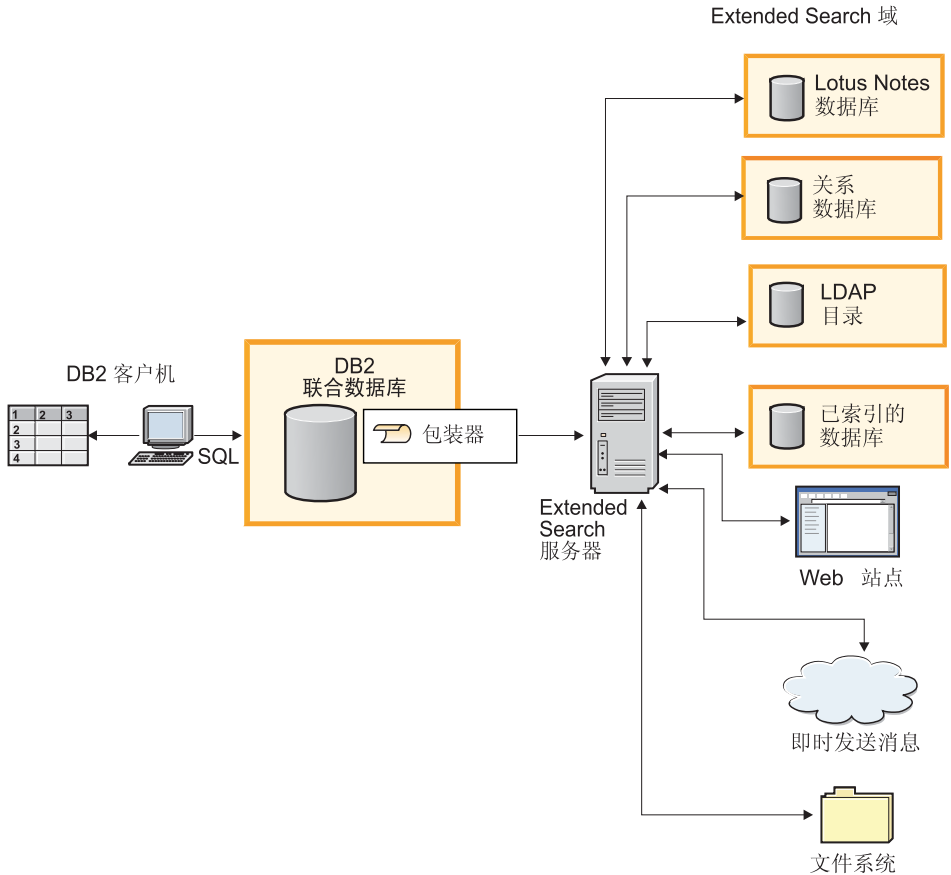 Extended Search 域
Lotus Notes
数据库
关系
数据库
LDAP
目录
DB2 客户机
1 2 3
2
3
4
SQL
DB2
联合数据库
包装器
Extended
Search
服务器
已索引的
数据库
Web 站点
即时发送消息
文件系统